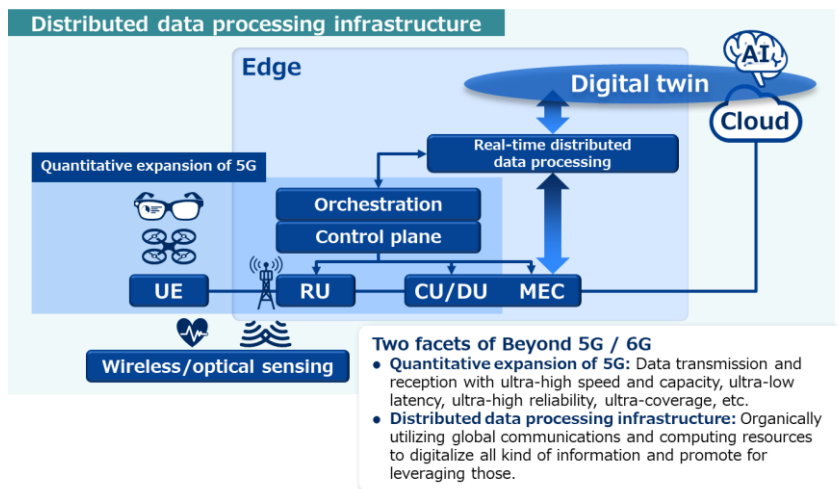 Distributed data processing infrastructure
Edge
AI
Digital twin
Cloud
Real-time distributed
data processing
Quantitative expansion of 5G
Orchestration
Control plane
UE
RU
CU/DU
MEC
Wireless/optical sensing
Two facets of Beyond 5G / 6G
● Quantitative expansion of 5G: Data transmission and
reception with ultra-high speed and capacity, ultra-low
latency, ultra-high reliability, ultra-coverage, etc.
● Distributed data processing infrastructure: Organically
utilizing global communications and computing resources
to digitalize all kind of information and promote for
leveraging those.